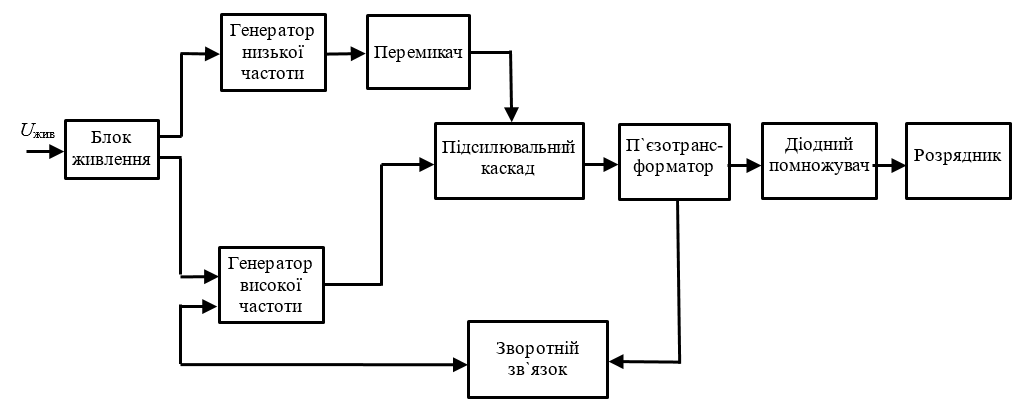 Генератор
низької
частоти
Перемикач
Uжив
Блок
живлення
Підсилювальний
каскад
П`єзотранс-
форматор
Діодний
помножувач
Розрядник
Генератор
високої
частоти
Зворотній
зв`язок